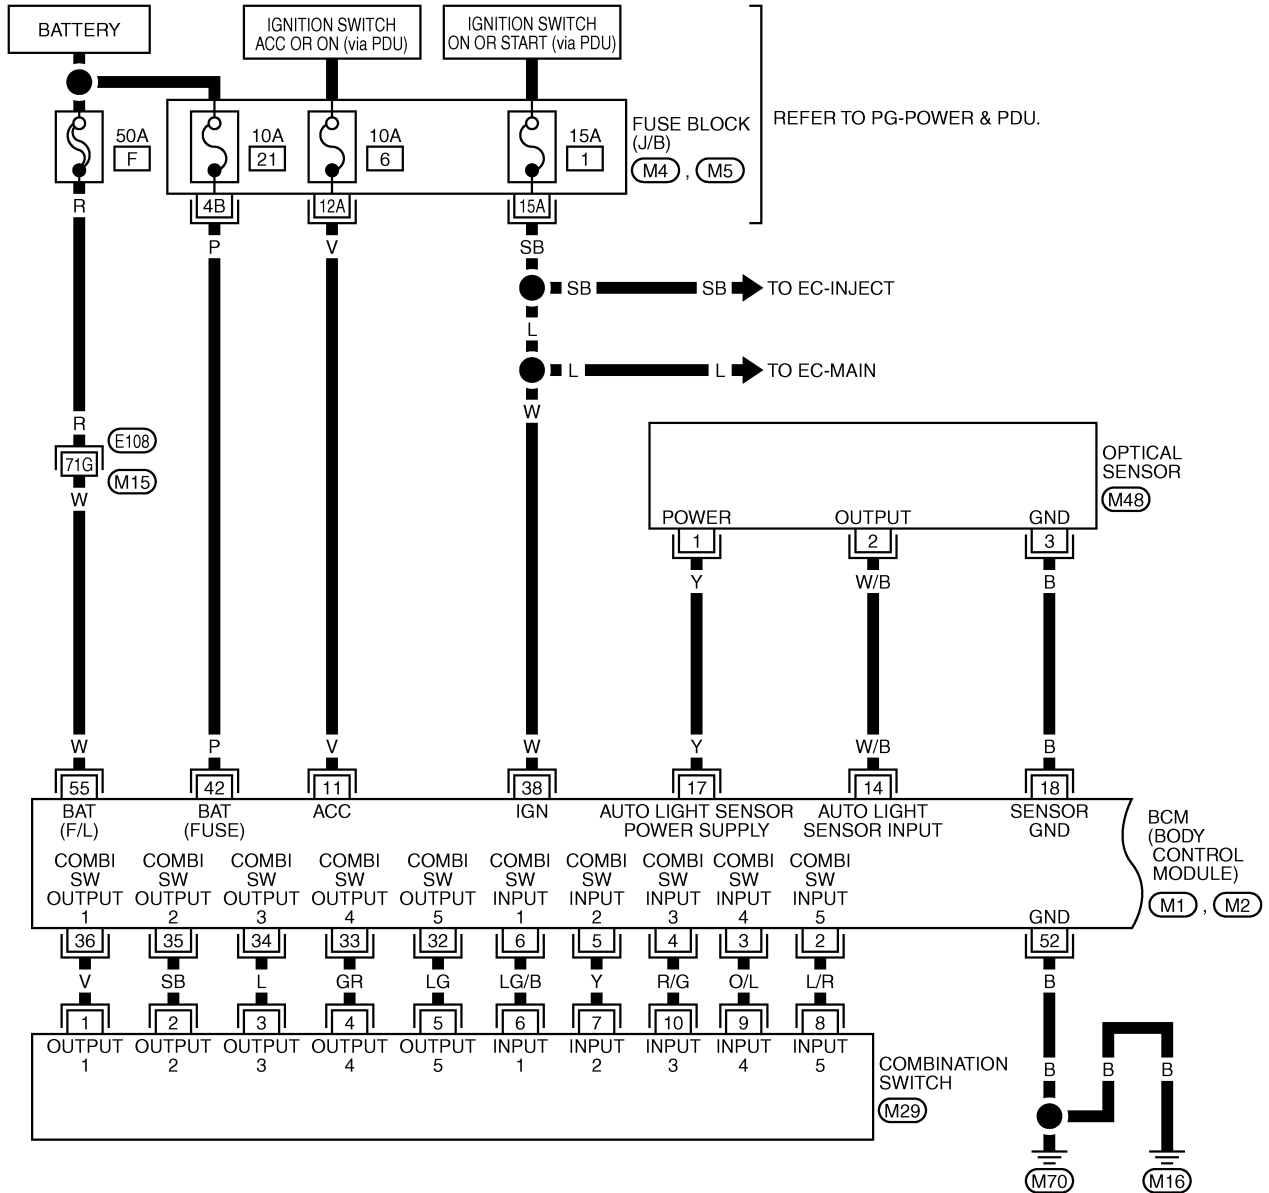 BATTERY
IGNITION SWITCH
ACC OR ON (via PDU)
IGNITION SWITCH
ON OR START (via PDU)
REFER TO PG-POWER & PDU.
50A
F
10A
21
10A
6
15A
1
FUSE BLOCK
(J/B)
M4 , M5
4B 12A 15A
R P V SB
SB SB TO EC-INJECT
L
L L TO EC-MAIN
W
R
E108
71G
M15
W
OPTICAL
SENSOR
M48
POWER OUTPUT GND
1 2 3
Y W/B B
W P V W Y W/B B
55 42 11 38 17 14 18
BAT
(F/L)
BAT
(FUSE)
ACC
IGN
AUTO LIGHT SENSOR
POWER SUPPLY
AUTO LIGHT
SENSOR INPUT
SENSOR
GND
BCM
(BODY
CONTROL
MODULE)
M1 , M2
COMBI
SW
OUTPUT
1
COMBI
SW
OUTPUT
2
COMBI
SW
OUTPUT
3
COMBI
SW
OUTPUT
4
COMBI
SW
OUTPUT
5
COMBI
SW
INPUT
1
COMBI
SW
INPUT
2
COMBI
SW
INPUT
3
COMBI
SW
INPUT
4
COMBI
SW
INPUT
5
GND
36 35 34 33 32 6 5 4 3 2 52
V SB L GR LG LG/B Y R/G O/L L/R B
1 2 3 4 5 6 7 10 9 8
OUTPUT
1
OUTPUT
2
OUTPUT
3
OUTPUT
4
OUTPUT
5
INPUT
1
INPUT
2
INPUT
3
INPUT
4
INPUT
5
COMBINATION
SWITCH
M29
B B B
M70 M16